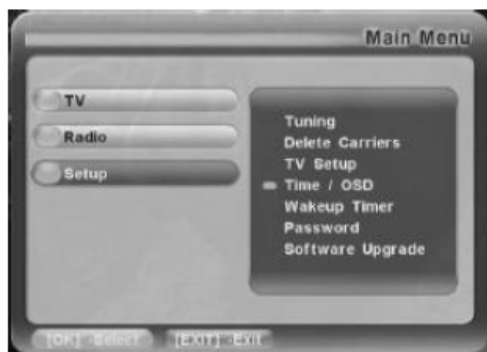 Main Menu
TV
Radio
Setup
Tuning
Delete Carriers
TV Setup
Time / OSD
Wakeup Timer
Password
Software Upgrade
[OK] -Select [EXIT] -Exit